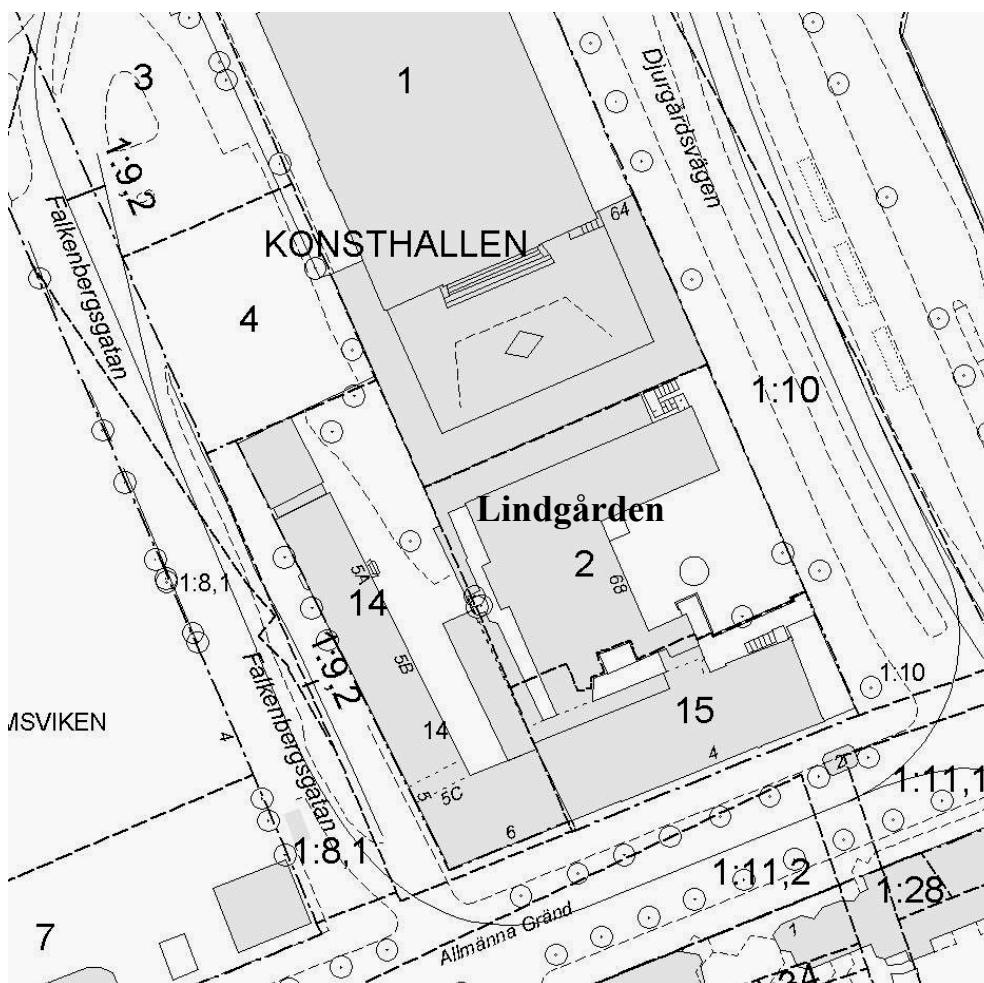 1
3
Djurgårdsvägen
1:9,2
64
Falkenbergsgatan
KONSTHALLEN
4
1:10
Lindgården
2
68
5A
14
1:8,1
5B
1:9,2
1:10
15
MSVIKEN
4
14
4
Falkenbergsgatan
2
1:11,1
5
5C
6
1:8,1
1:11,2
1:28
7
Allmänna Gränd
1
34